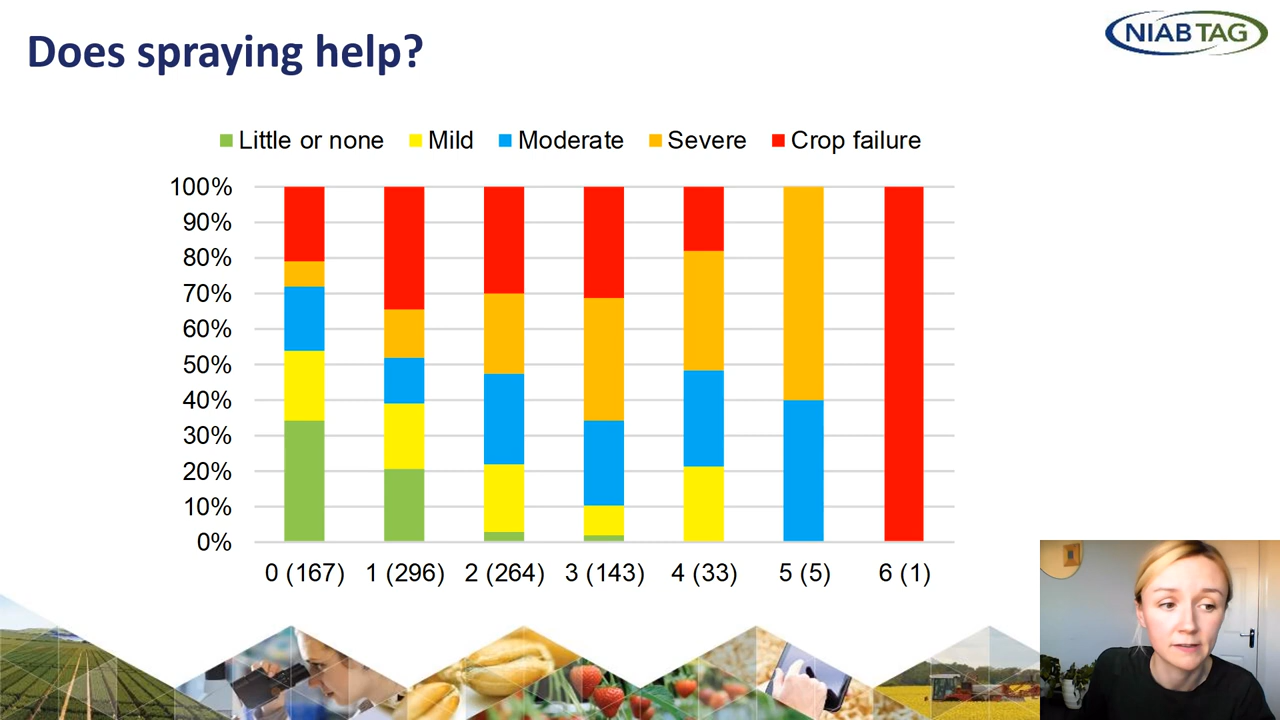 Does spraying help?
NIAB TAG
Little or none Mild Moderate Severe Crop failure
100%
90%
80%
70%
60%
50%
40%
30%
20%
10%
0%
0 (167) 1 (296) 2 (264) 3 (143) 4 (33) 5 (5) 6 (1)